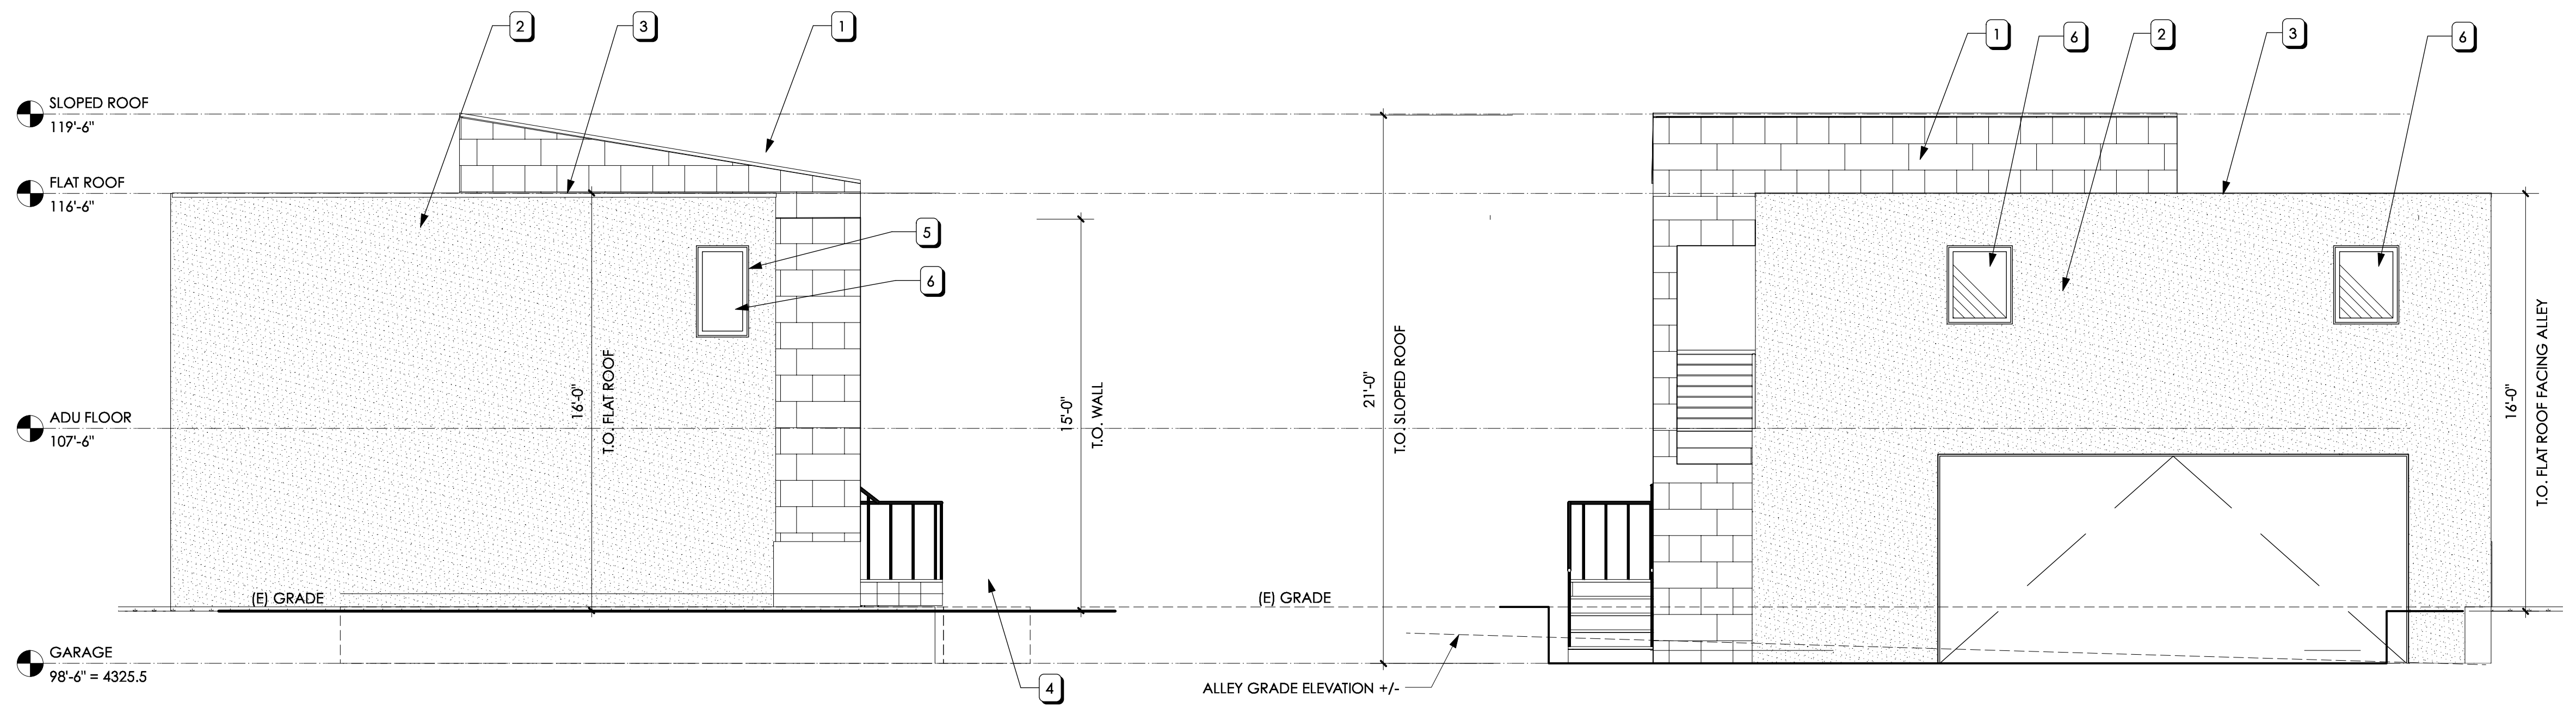 2
3
1
1
6
2
3
6
SLOPED ROOF
119'-6"
FLAT ROOF
116'-6"
5
6
ADU FLOOR
107'-6"
16'-0"
T.O. FLAT ROOF
15'-0"
T.O. WALL
21'-0"
T.O. SLOPED ROOF
16'-0"
T.O. FLAT ROOF FACING ALLEY
(E) GRADE
(E) GRADE
GARAGE
98'-6" = 4325.5
4
ALLEY GRADE ELEVATION +/-